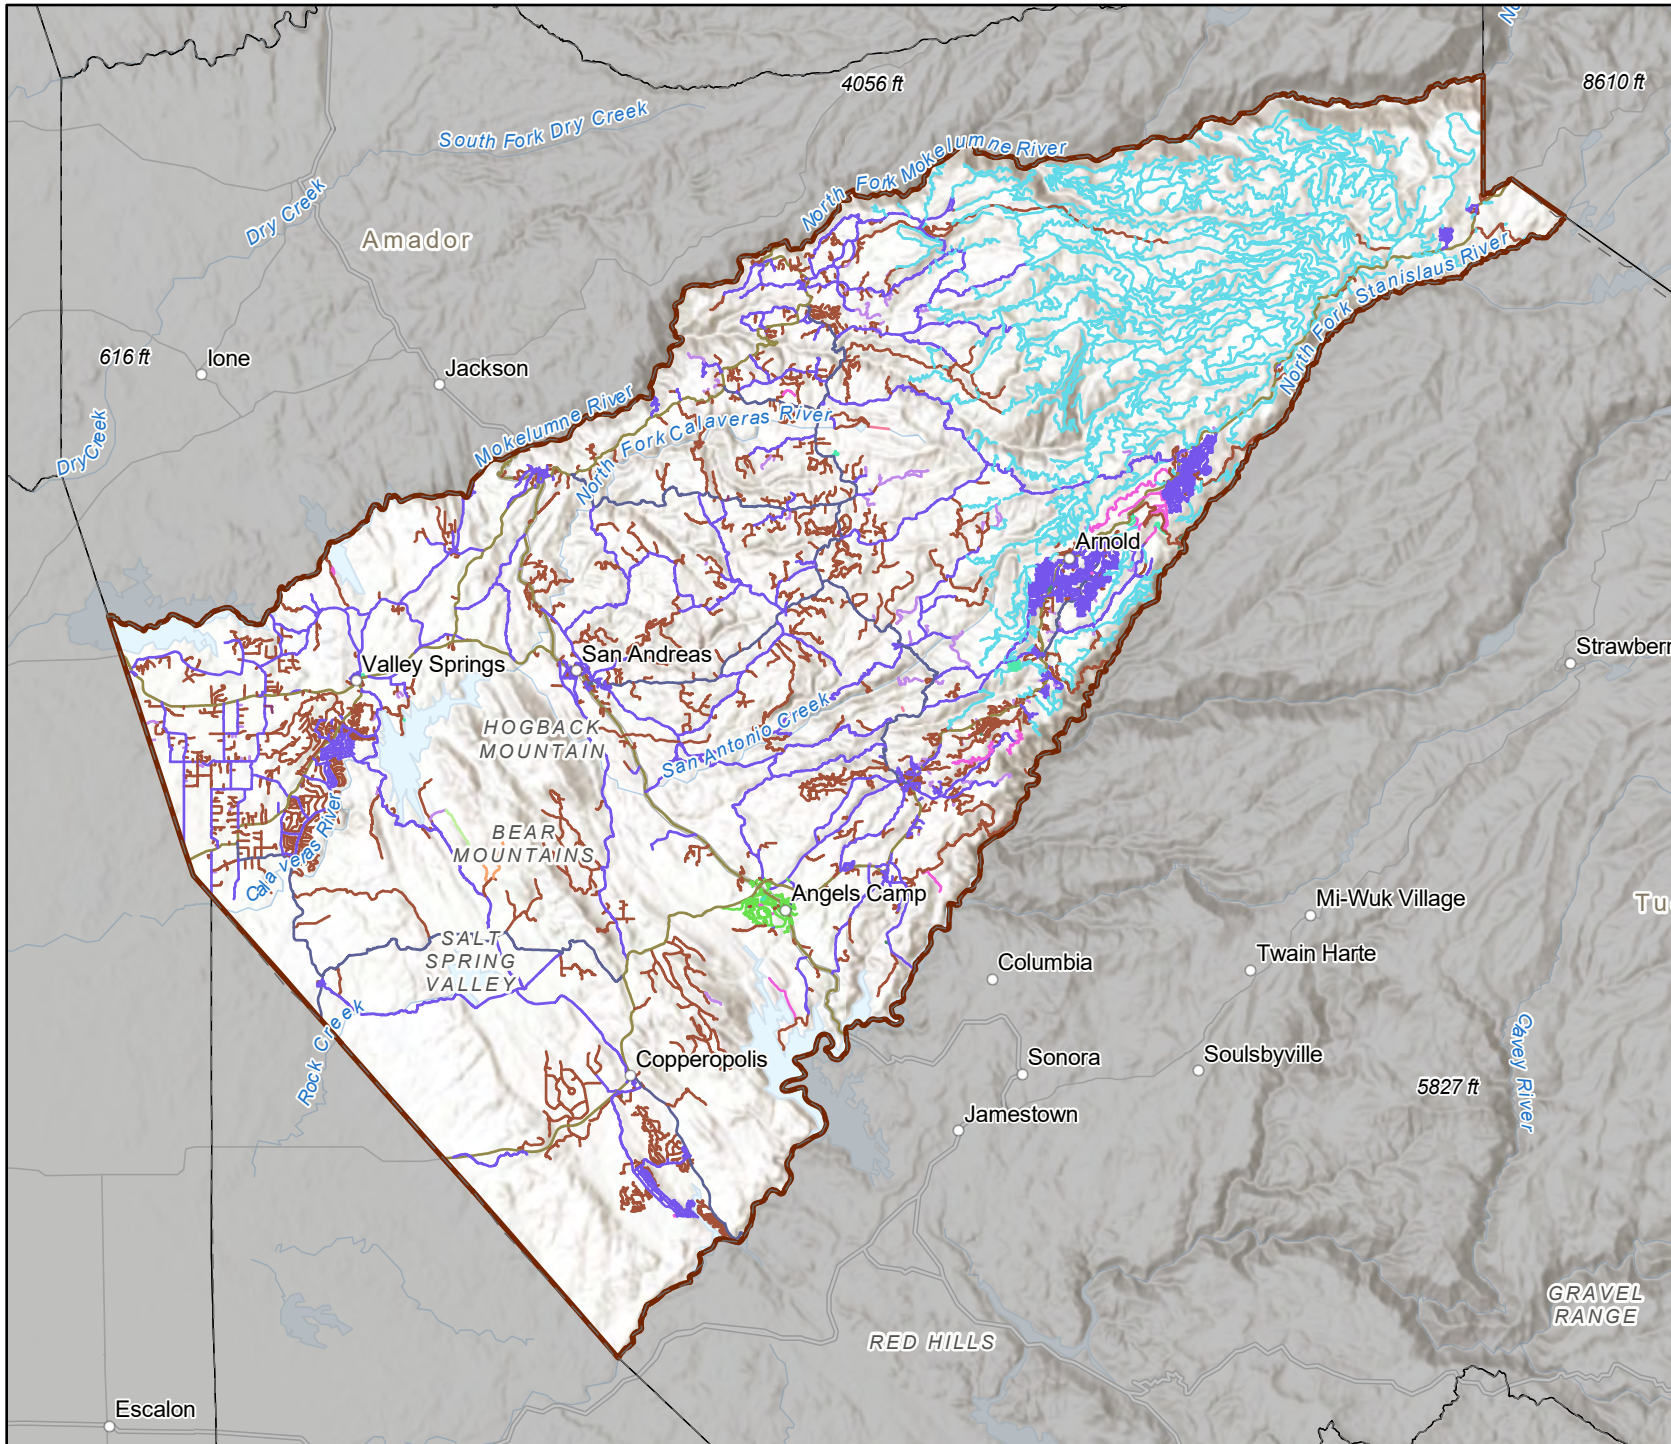 No
4056 ft
8610 ft
South Fork Dry Creek
North Fork Mokelumne River
Dry Creek
Amador
North Fork Stanislaus River
616 ft
Ione
Jackson
Mokelumne River
North Fork Calaveras River
Dry Creek
Arnold
Strawberr
San Andreas
Valley Springs
HOGBACK
MOUNTAIN
San Antonio Creek
BEAR
MOUNTAINS
Calaveras River
Angels Camp
Mi-Wuk Village
Tu
SALT
SPRING
VALLEY
Columbia
Twain Harte
Rock Creek
Clavey River
Copperopolis
Sonora
Soulsbyville
5827 ft
Jamestown
GRAVEL
RANGE
RED HILLS
Escalon